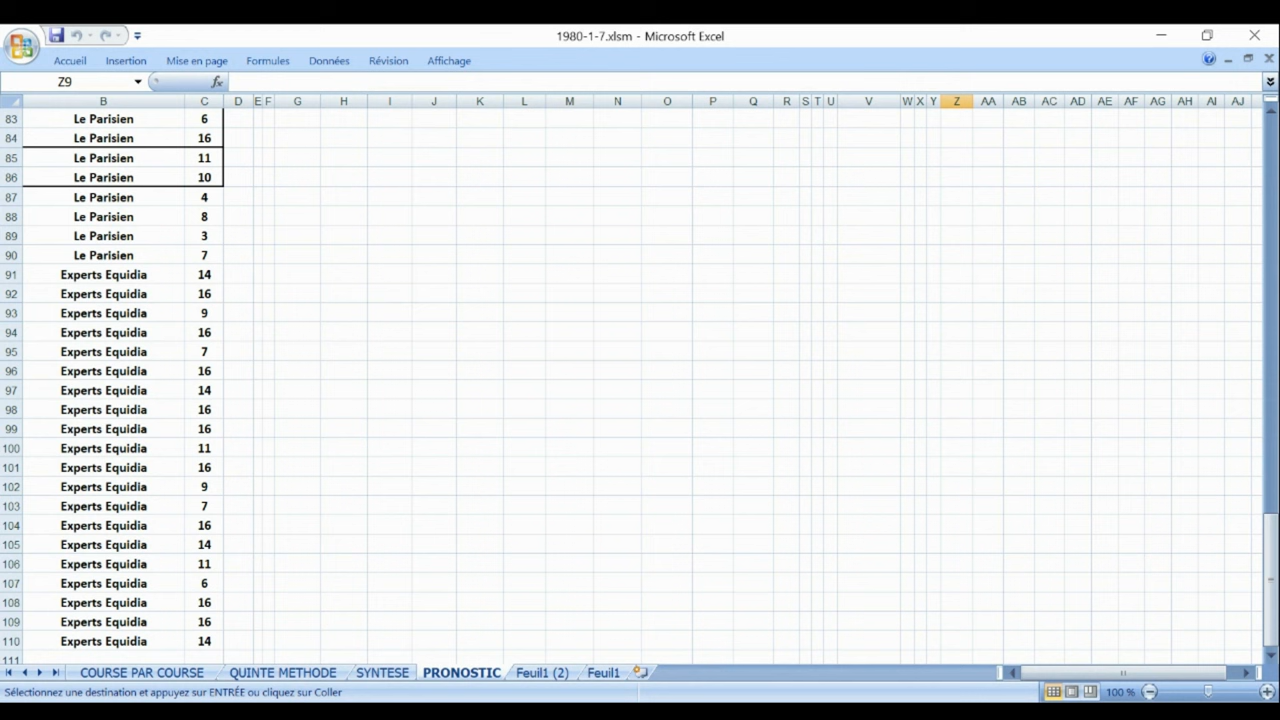 1980-1-7.xlsm - Microsoft Excel
Accueil Insertion Mise en page Formules Données Révision Affichage
Z9 fx
B C D E F G H I J K L M N O P Q R S T U V W X Y Z AA AB AC AD AE AF AG AH AI AJ
83 Le Parisien 6
84 Le Parisien 16
85 Le Parisien 11
86 Le Parisien 10
87 Le Parisien 4
88 Le Parisien 8
89 Le Parisien 3
90 Le Parisien 7
91 Experts Equidia 14
92 Experts Equidia 16
93 Experts Equidia 9
94 Experts Equidia 16
95 Experts Equidia 7
96 Experts Equidia 16
97 Experts Equidia 14
98 Experts Equidia 16
99 Experts Equidia 16
100 Experts Equidia 11
101 Experts Equidia 16
102 Experts Equidia 9
103 Experts Equidia 7
104 Experts Equidia 16
105 Experts Equidia 14
106 Experts Equidia 11
107 Experts Equidia 6
108 Experts Equidia 16
109 Experts Equidia 16
110 Experts Equidia 14
111
COURSE PAR COURSE QUINTE METHODE SYNTESE PRONOSTIC Feuil1 (2) Feuil1
Sélectionnez une destination et appuyez sur ENTRÉE ou cliquez sur Coller 100 %